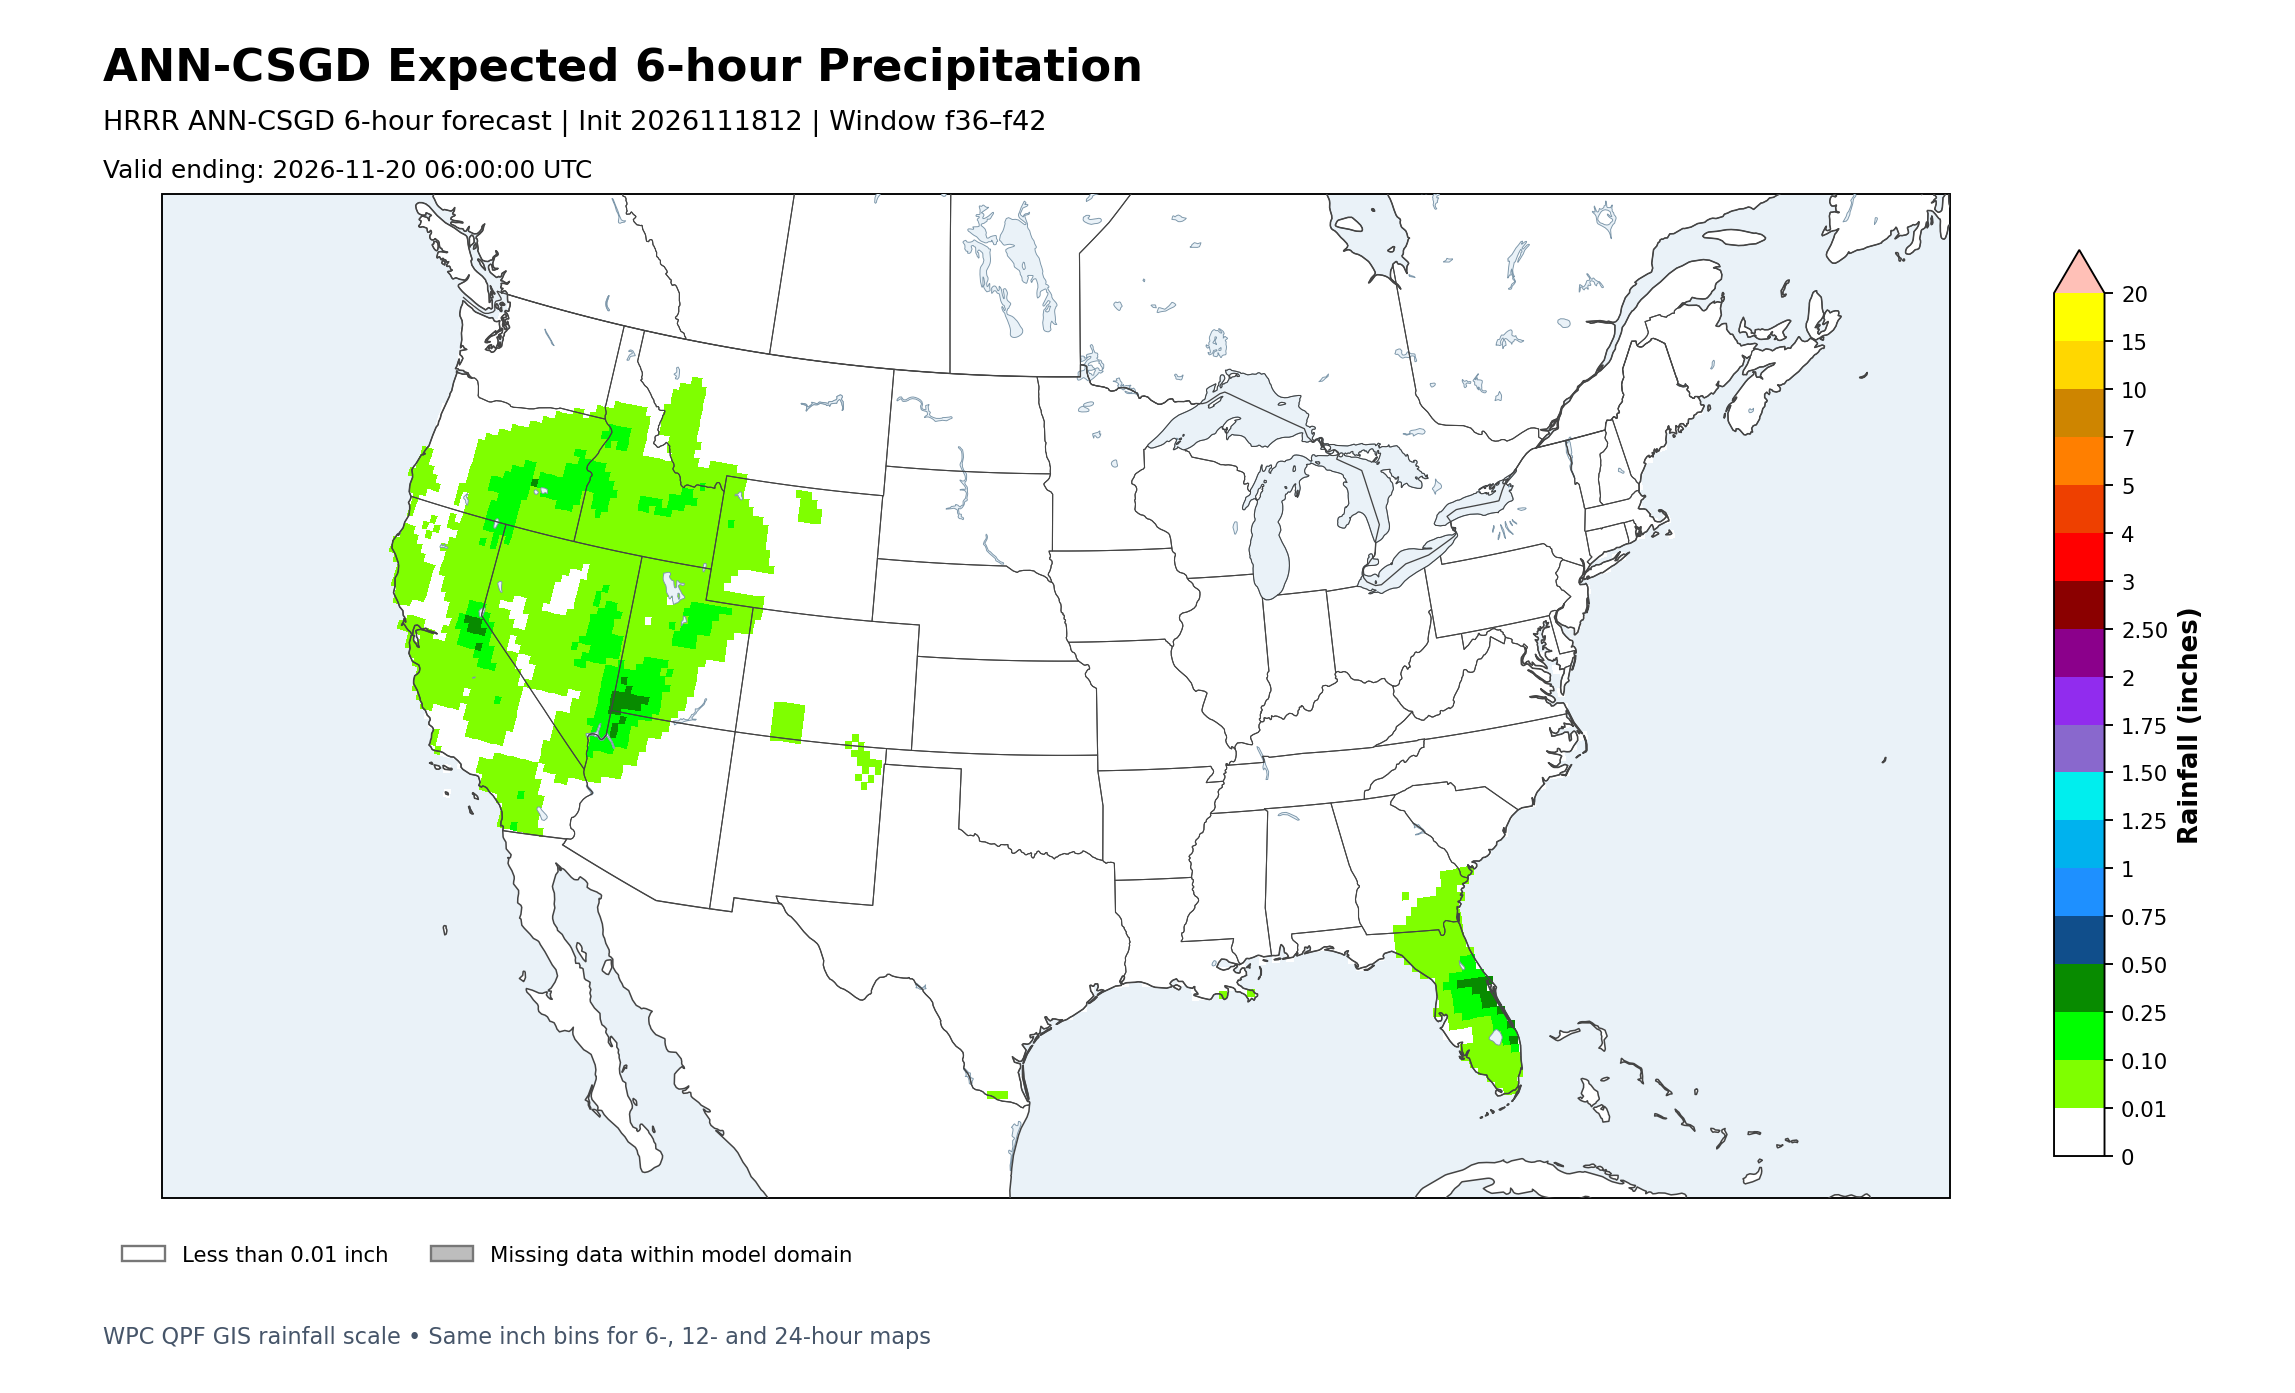 ANN-CSGD Expected 6-hour Precipitation
HRRR ANN-CSGD 6-hour forecast | Init 2026111812 | Window f36–f42
Valid ending: 2026-11-20 06:00:00 UTC
20
15
10
7
5
4
3
2.50
2
1.75
1.50
1.25
1
0.75
0.50
0.25
0.10
0.01
0
Rainfall (inches)
Less than 0.01 inch
Missing data within model domain
WPC QPF GIS rainfall scale • Same inch bins for 6-, 12- and 24-hour maps